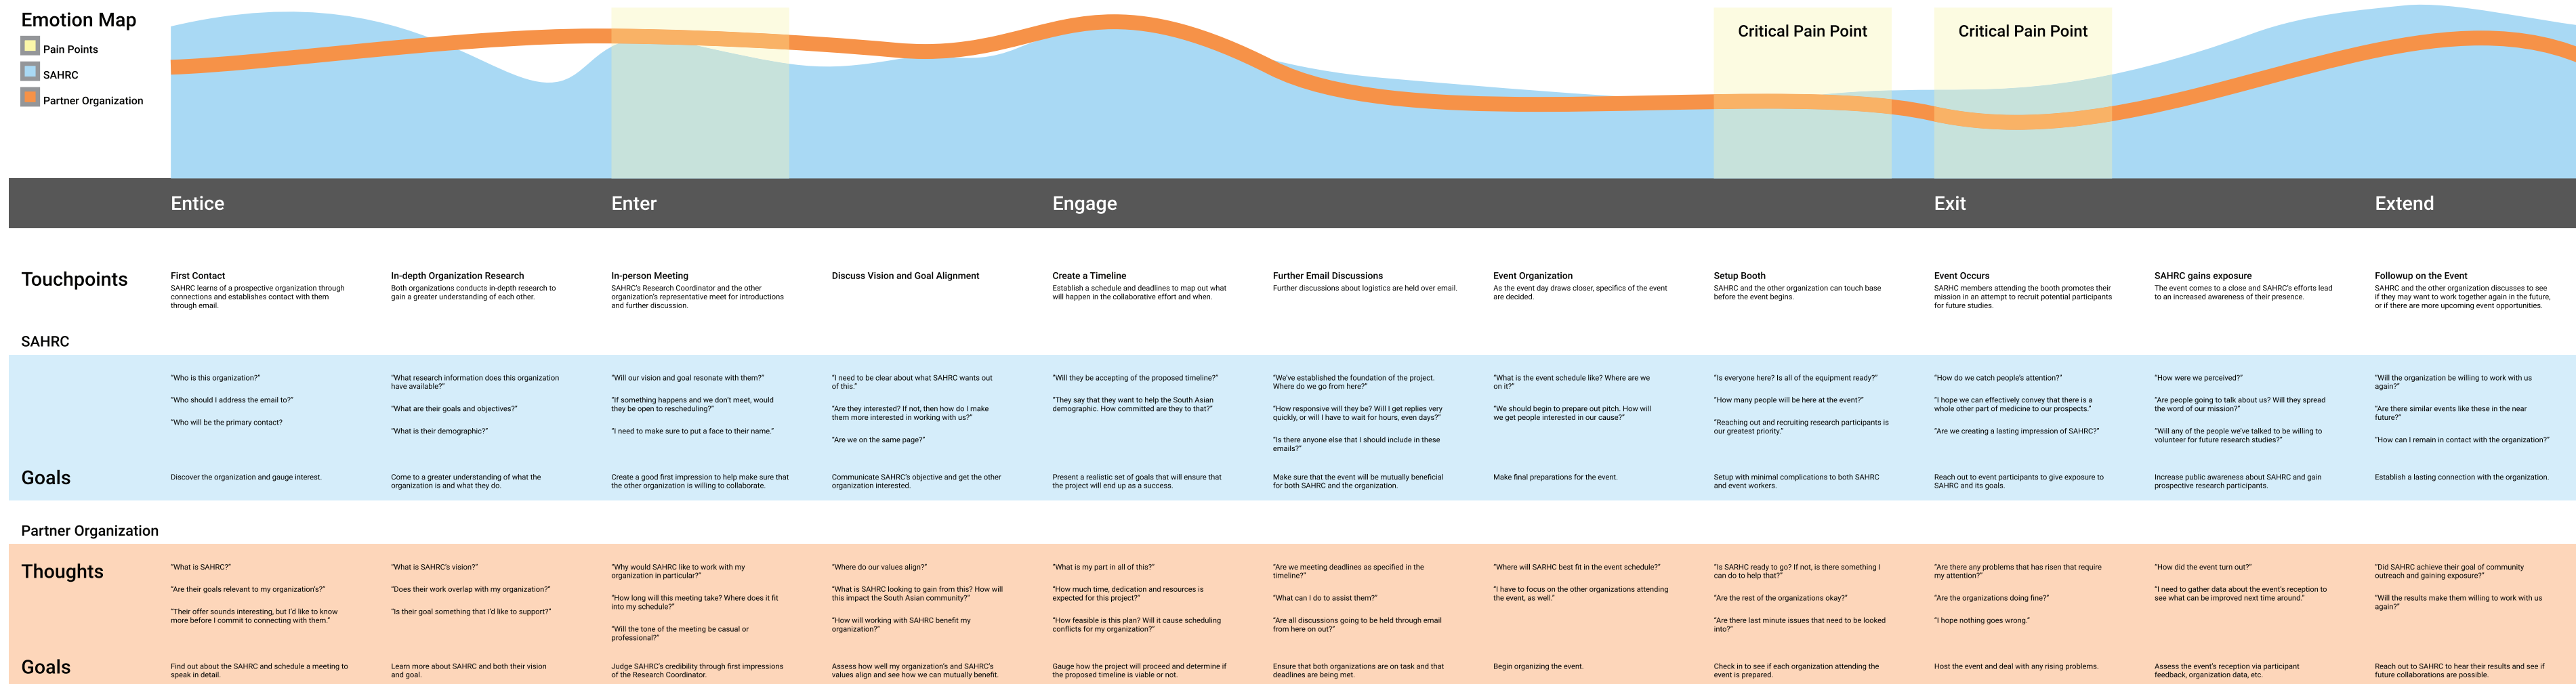 Emotion Map
Pain Points
SAHRC
Partner Organization
Critical Pain Point
Critical Pain Point
Entice
Enter
Engage
Exit
Extend
Touchpoints
First Contact
SAHRC learns of a prospective organization through
connections and establishes contact with them
through email.
In-depth Organization Research
Both organizations conducts in-depth research to
gain a greater understanding of each other.
In-person Meeting
SAHRC's Research Coordinator and the other
organization's representative meet for introductions
and further discussion.
Discuss Vision and Goal Alignment
Create a Timeline
Establish a schedule and deadlines to map out what
will happen in the collaborative effort and when.
Further Email Discussions
Further discussions about logistics are held over email.
Event Organization
As the event day draws closer, specifics of the event
are decided.
Setup Booth
SAHRC and the other organization can touch base
before the event begins.
Event Occurs
SARHC members attending the booth promotes their
mission in an attempt to recruit potential participants
for future studies.
SAHRC gains exposure
The event comes to a close and SAHRC's efforts lead
to an increased awareness of their presence.
Followup on the Event
SAHRC and the other organization discusses to see
if they may want to work together again in the future,
or if there are more upcoming event opportunities.
SAHRC
"Who is this organization?"
"Who should I address the email to?"
"Who will be the primary contact?
"What research information does this organization
have available?"
"What are their goals and objectives?"
"What is their demographic?"
"Will our vision and goal resonate with them?"
"If something happens and we don't meet, would
they be open to rescheduling?"
"I need to make sure to put a face to their name."
"I need to be clear about what SAHRC wants out
of this."
"Are they interested? If not, then how do I make
them more interested in working with us?"
"Are we on the same page?"
"Will they be accepting of the proposed timeline?"
"They say that they want to help the South Asian
demographic. How committed are they to that?"
"We've established the foundation of the project.
Where do we go from here?"
"How responsive will they be? Will I get replies very
quickly, or will I have to wait for hours, even days?"
"Is there anyone else that I should include in these
emails?"
"What is the event schedule like? Where are we
on it?"
"We should begin to prepare out pitch. How will
we get people interested in our cause?"
"Is everyone here? Is all of the equipment ready?"
"How many people will be here at the event?"
"Reaching out and recruiting research participants is
our greatest priority."
"How do we catch people's attention?"
"I hope we can effectively convey that there is a
whole other part of medicine to our prospects."
"Are we creating a lasting impression of SAHRC?"
"How were we perceived?"
"Are people going to talk about us? Will they spread
the word of our mission?"
"Will any of the people we've talked to be willing to
volunteer for future research studies?"
"Will the organization be willing to work with us
again?"
"Are there similar events like these in the near
future?"
"How can I remain in contact with the organization?"
Goals
Discover the organization and gauge interest.
Come to a greater understanding of what the
organization is and what they do.
Create a good first impression to help make sure that
the other organization is willing to collaborate.
Communicate SAHRC's objective and get the other
organization interested.
Present a realistic set of goals that will ensure that
the project will end up as a success.
Make sure that the event will be mutually beneficial
for both SAHRC and the organization.
Make final preparations for the event.
Setup with minimal complications to both SAHRC
and event workers.
Reach out to event participants to give exposure to
SAHRC and its goals.
Increase public awareness about SAHRC and gain
prospective research participants.
Establish a lasting connection with the organization.
Partner Organization
Thoughts
"What is SAHRC?"
"Are their goals relevant to my organization's?"
"Their offer sounds interesting, but I'd like to know
more before I commit to connecting with them."
"What is SAHRC's vision?"
"Does their work overlap with my organization?"
"Is their goal something that I'd like to support?"
"Why would SAHRC like to work with my
organization in particular?"
"How long will this meeting take? Where does it fit
into my schedule?"
"Will the tone of the meeting be casual or
professional?"
"Where do our values align?"
"What is SAHRC looking to gain from this? How will
this impact the South Asian community?"
"How will working with SAHRC benefit my
organization?"
"What is my part in all of this?"
"How much time, dedication and resources is
expected for this project?"
"How feasible is this plan? Will it cause scheduling
conflicts for my organization?"
"Are we meeting deadlines as specified in the
timeline?"
"What can I do to assist them?"
"Are all discussions going to be held through email
from here on out?"
"Where will SARHC best fit in the event schedule?"
"I have to focus on the other organizations attending
the event, as well."
"Is SARHC ready to go? If not, is there something I
can do to help that?"
"Are the rest of the organizations okay?"
"Are there last minute issues that need to be looked
into?"
"Are there any problems that has risen that require
my attention?"
"Are the organizations doing fine?"
"I hope nothing goes wrong."
"How did the event turn out?"
"I need to gather data about the event's reception to
see what can be improved next time around."
"Did SAHRC achieve their goal of community
outreach and gaining exposure?"
"Will the results make them willing to work with us
again?"
Goals
Find out about the SAHRC and schedule a meeting to
speak in detail.
Learn more about SAHRC and both their vision
and goal.
Judge SAHRC's credibility through first impressions
of the Research Coordinator.
Assess how well my organization's and SAHRC's
values align and see how we can mutually benefit.
Gauge how the project will proceed and determine if
the proposed timeline is viable or not.
Ensure that both organizations are on task and that
deadlines are being met.
Begin organizing the event.
Check in to see if each organization attending the
event is prepared.
Host the event and deal with any rising problems.
Assess the event's reception via participant
feedback, organization data, etc.
Reach out to SAHRC to hear their results and see if
future collaborations are possible.